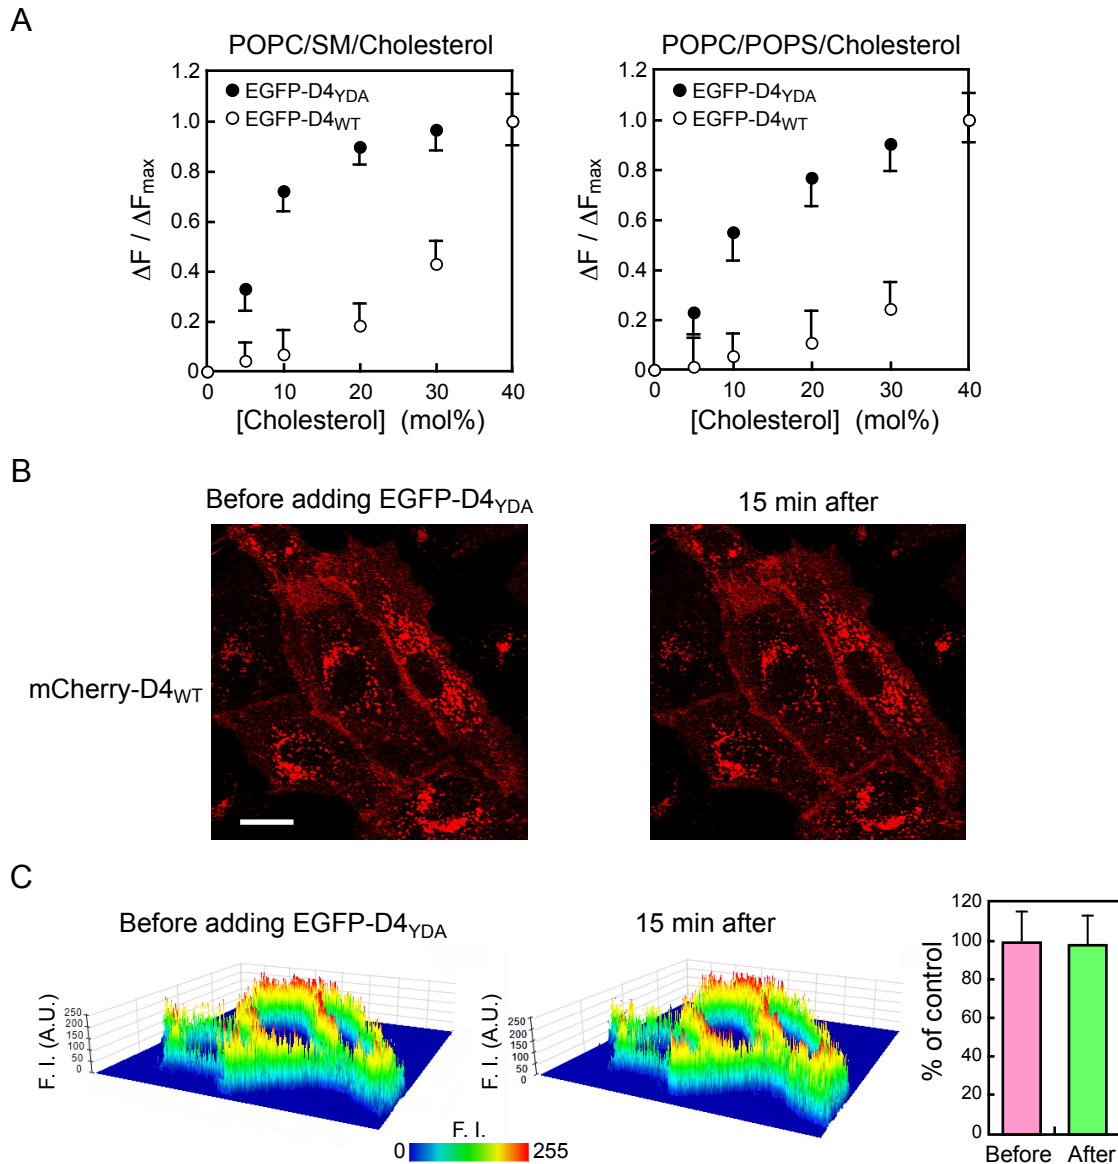 A
POPC/SM/Cholesterol
POPC/POPS/Cholesterol
1.2
1.0
0.8
0.6
0.4
0.2
0
ΔF / ΔFmax
EGFP-D4YDA
EGFP-D4WT
0 10 20 30 40
[Cholesterol] (mol%)
1.2
1.0
0.8
0.6
0.4
0.2
0
ΔF / ΔFmax
EGFP-D4YDA
EGFP-D4WT
0 10 20 30 40
[Cholesterol] (mol%)
B
Before adding EGFP-D4YDA
15 min after
mCherry-D4WT
C
Before adding EGFP-D4YDA
15 min after
F. I. (A.U.)
250
200
150
100
50
0
F. I. (A.U.)
250
200
150
100
50
0
F. I.
0 255
% of control
120
100
80
60
40
20
0
Before After